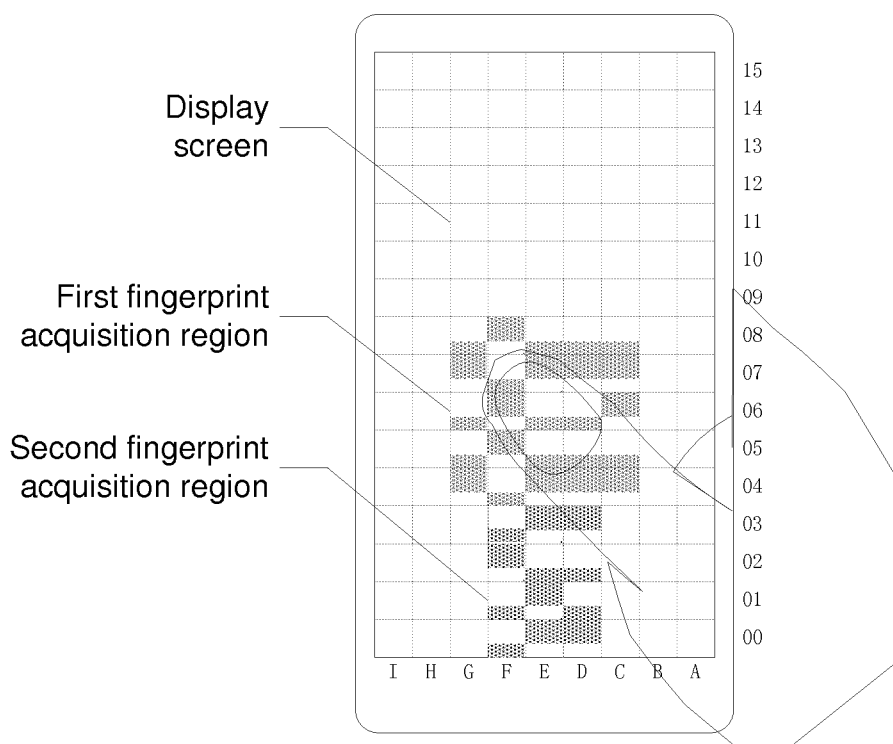 Display
screen
First fingerprint
acquisition region
Second fingerprint
acquisition region
15
14
13
12
11
10
09
08
07
06
05
04
03
02
01
00
I H G F E D C B A